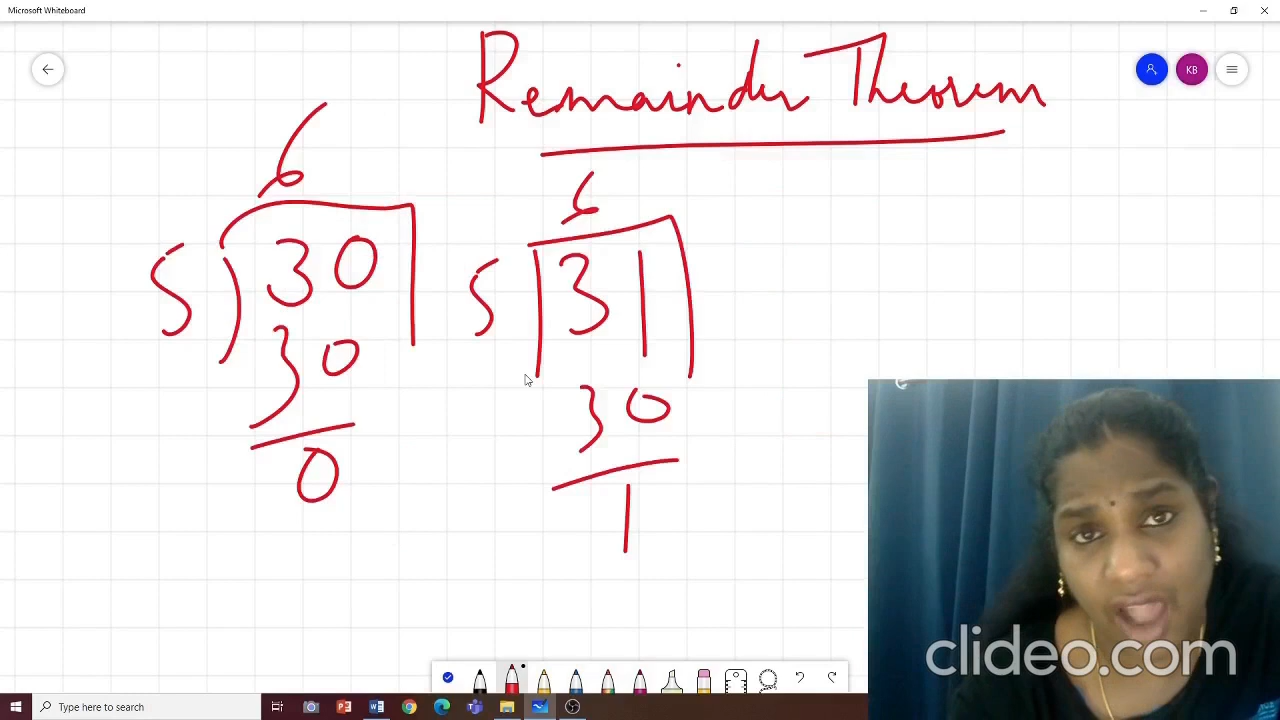 Microsoft Whiteboard
Remainder Theorem
KB
6
5 30
30
0
6
5 31
30
1
clideo.com
Type here to search